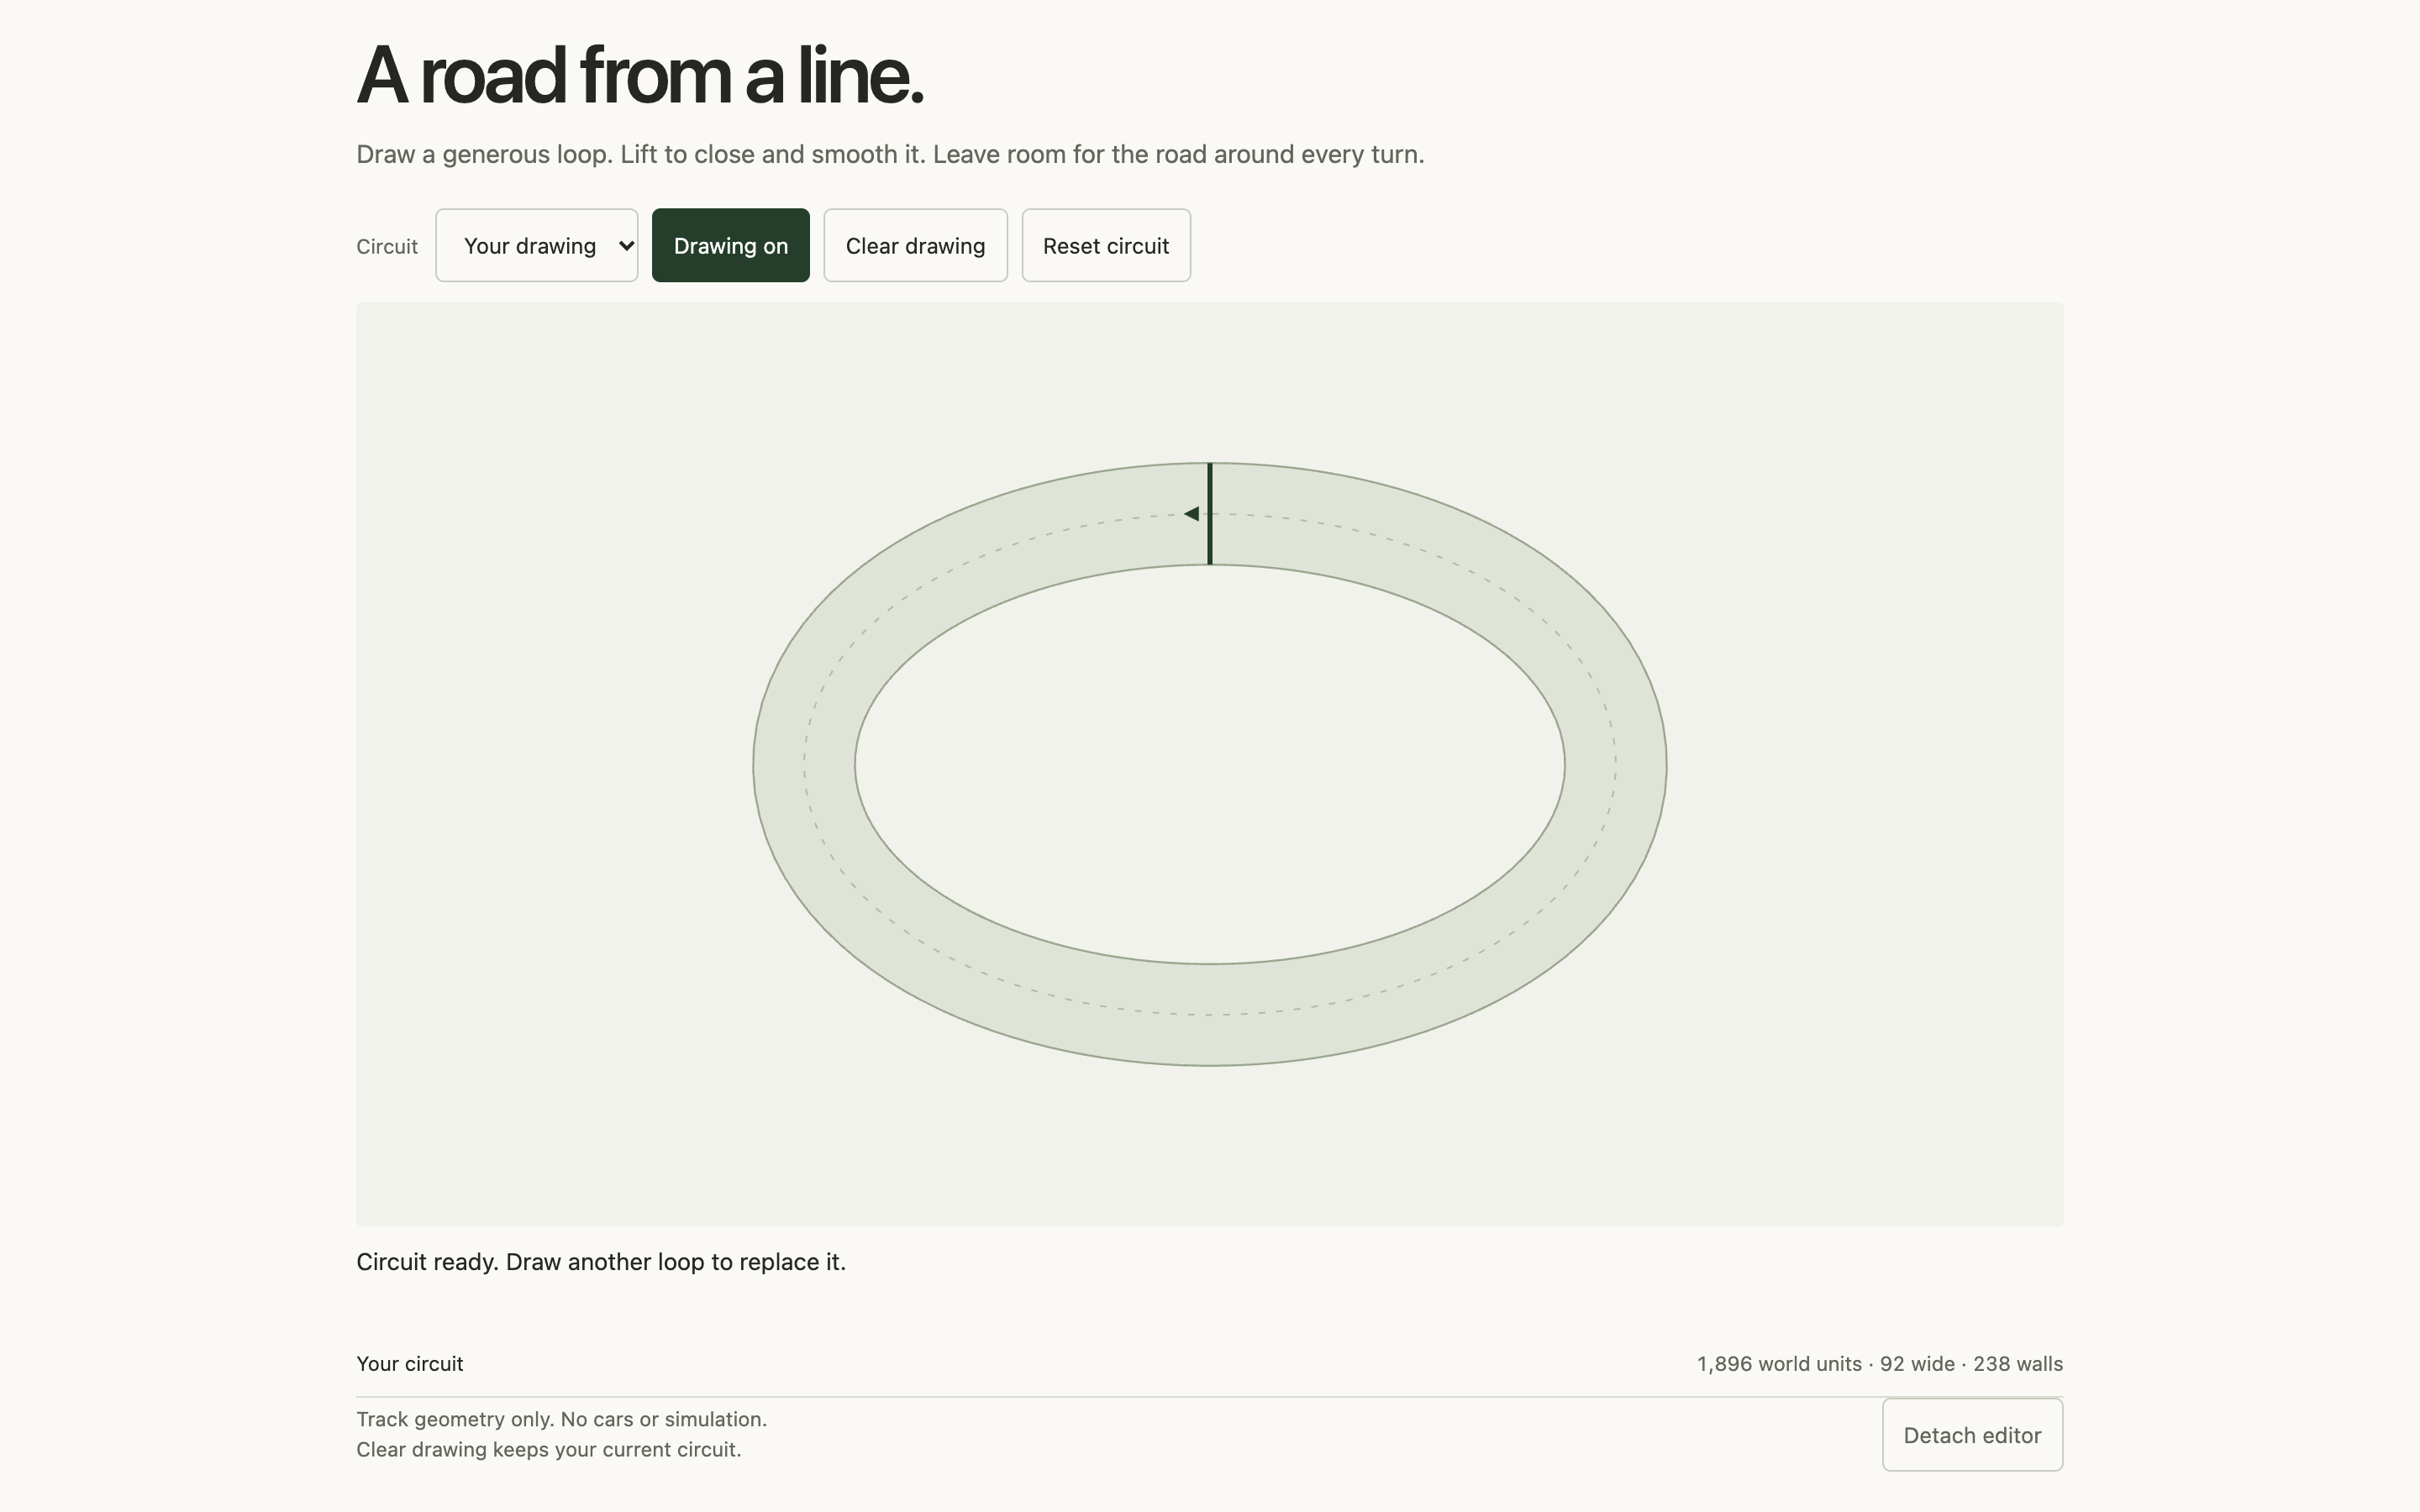 A road from a line.
Draw a generous loop. Lift to close and smooth it. Leave room for the road around every turn.
Circuit Your drawing Drawing on Clear drawing Reset circuit
Circuit ready. Draw another loop to replace it.
Your circuit 1,896 world units · 92 wide · 238 walls
Track geometry only. No cars or simulation.
Clear drawing keeps your current circuit.
Detach editor